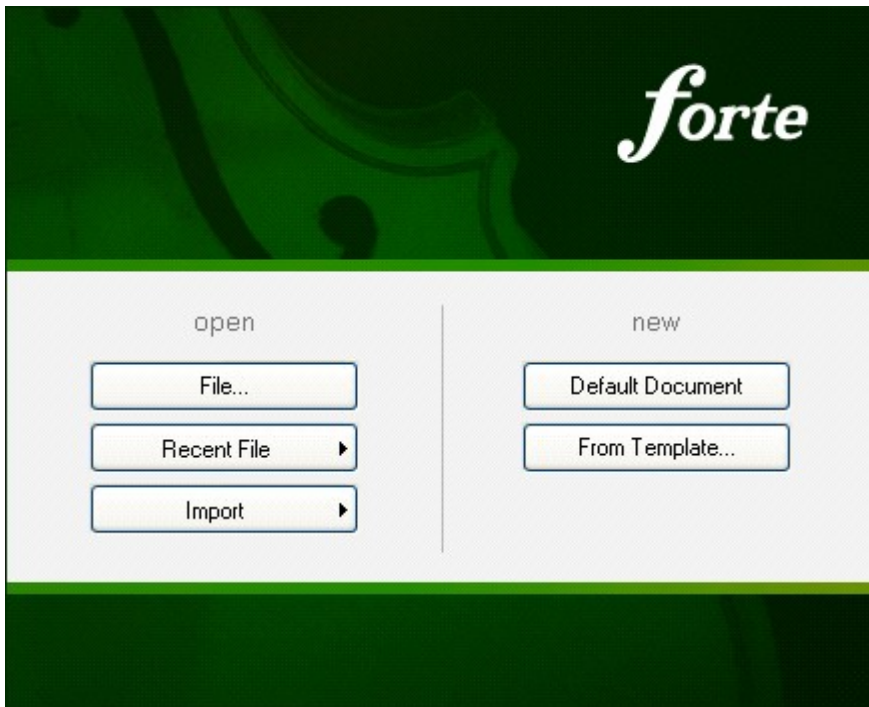 forte
open
File...
Recent File
Import
new
Default Document
From Template...